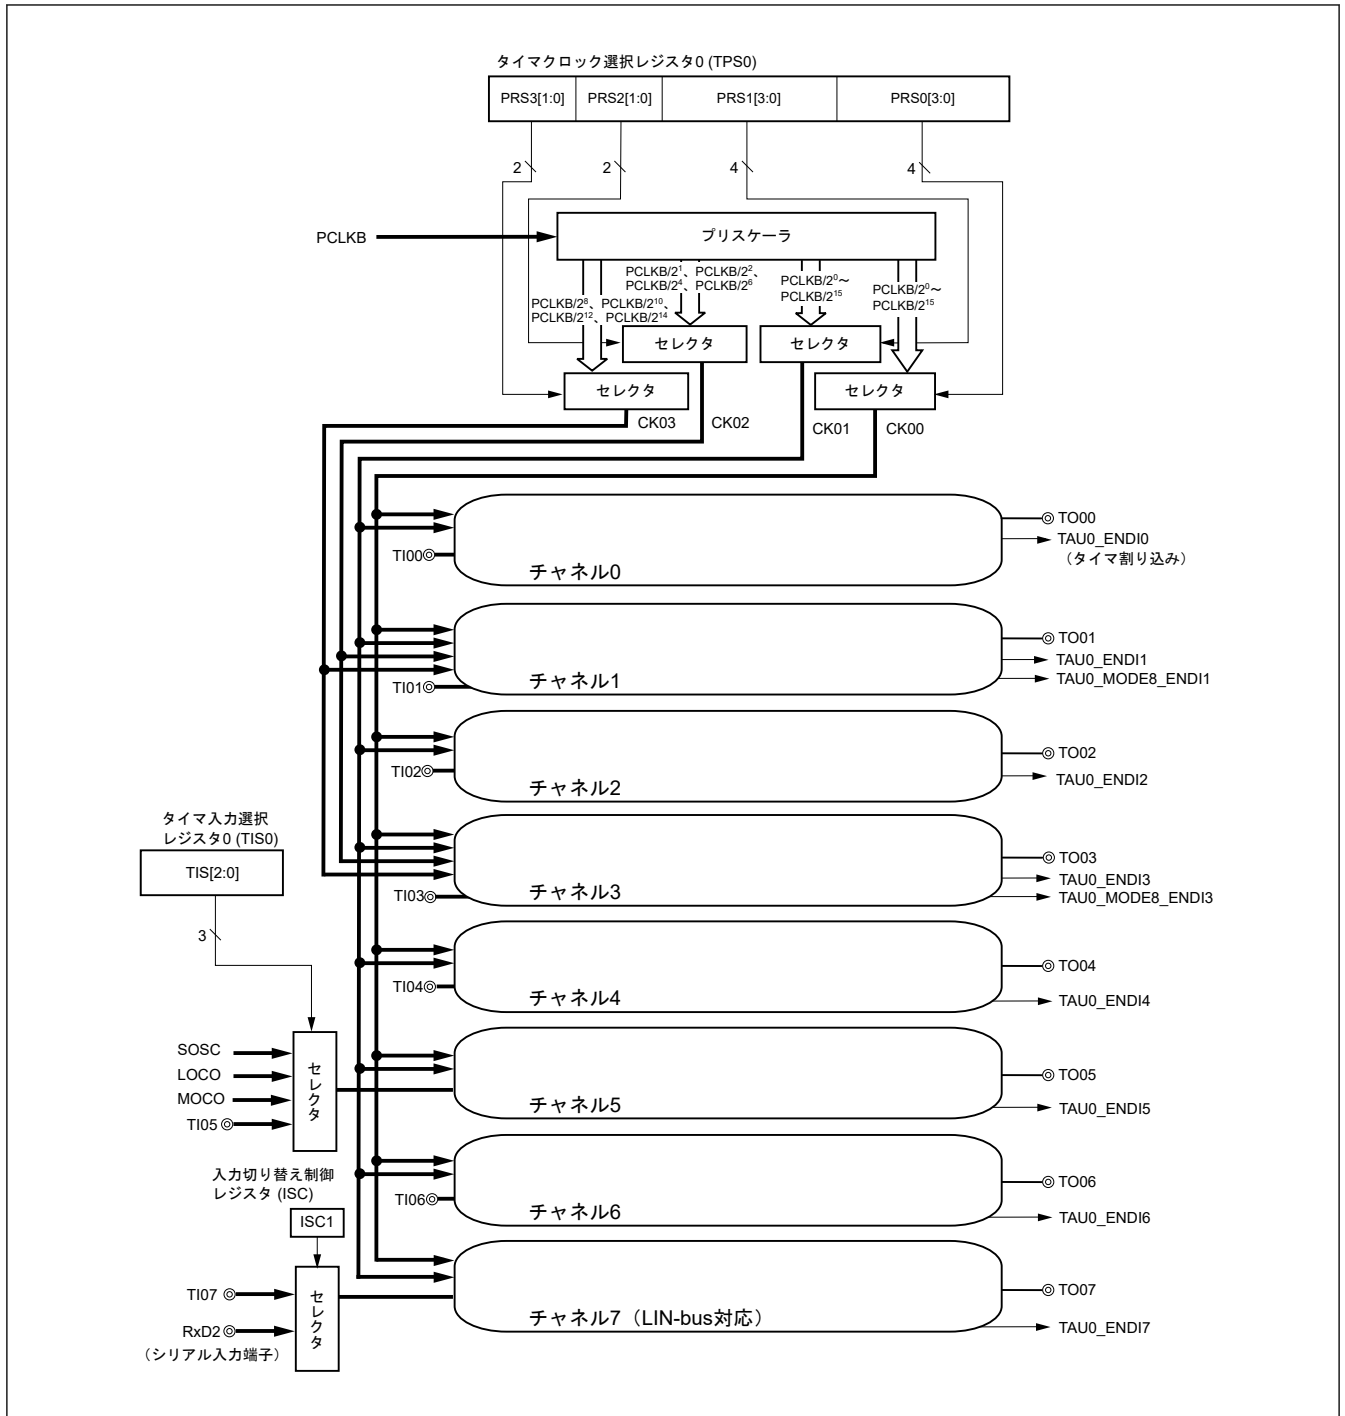 タイマクロック選択レジスタ0 (TPS0)
PRS3[1:0] PRS2[1:0] PRS1[3:0] PRS0[3:0]
2 2 4 4
PCLKB
プリスケーラ
PCLKB/2¹、PCLKB/2²、
PCLKB/2⁴、PCLKB/2⁶
PCLKB/2⁰～
PCLKB/2¹⁵
PCLKB/2⁰～
PCLKB/2¹⁵
PCLKB/2⁸、PCLKB/2¹⁰、
PCLKB/2¹²、PCLKB/2¹⁴
セレクタ セレクタ
セレクタ セレクタ
CK03 CK02 CK01 CK00
TI00
チャネル0
TO00
TAU0_ENDI0
（タイマ割り込み）
TI01
チャネル1
TO01
TAU0_ENDI1
TAU0_MODE8_ENDI1
TI02
チャネル2
TO02
TAU0_ENDI2
タイマ入力選択
レジスタ0 (TIS0)
TIS[2:0]
3
TI03
チャネル3
TO03
TAU0_ENDI3
TAU0_MODE8_ENDI3
TI04
チャネル4
TO04
TAU0_ENDI4
SOSC
LOCO
MOCO
TI05
セレクタ
チャネル5
TO05
TAU0_ENDI5
TI06
チャネル6
TO06
TAU0_ENDI6
入力切り替え制御
レジスタ (ISC)
ISC1
TI07
RxD2
（シリアル入力端子）
セレクタ
チャネル7（LIN-bus対応）
TO07
TAU0_ENDI7